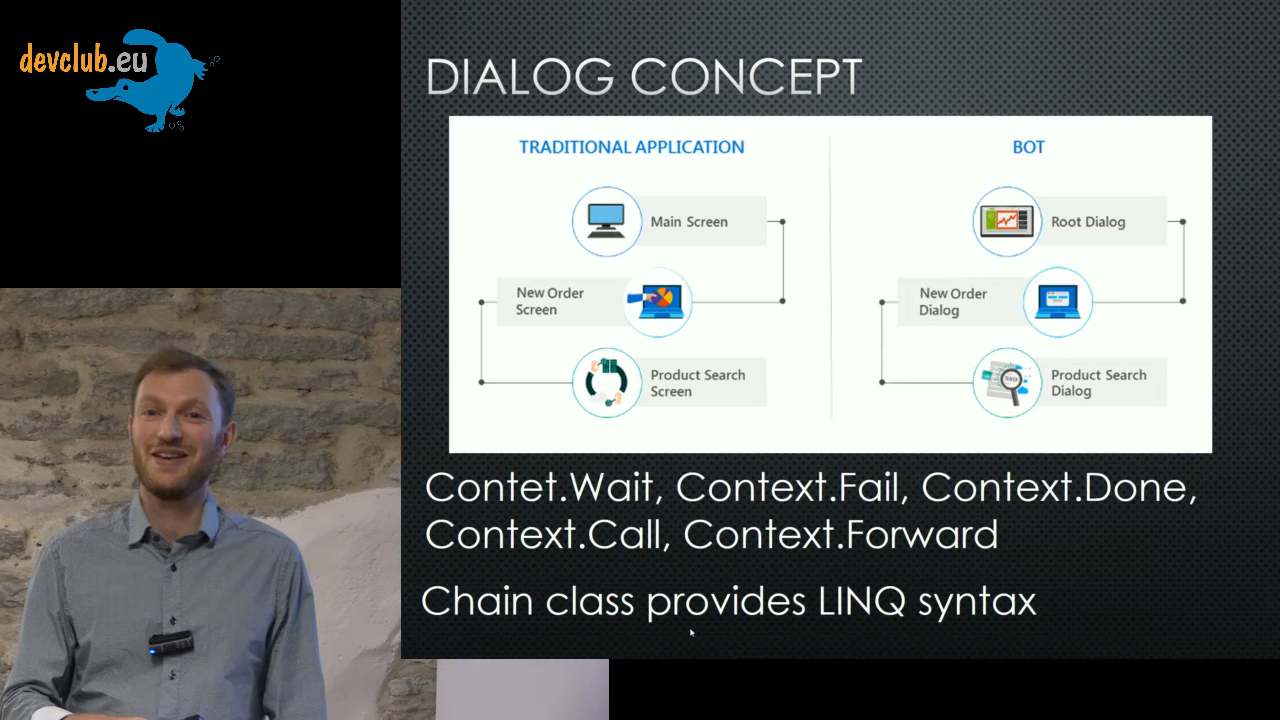 devclub.eu
DIALOG CONCEPT
TRADITIONAL APPLICATION
Main Screen
New Order
Screen
Product Search
Screen
BOT
Root Dialog
New Order
Dialog
Product Search
Dialog
Contet.Wait, Context.Fail, Context.Done,
Context.Call, Context.Forward
Chain class provides LINQ syntax